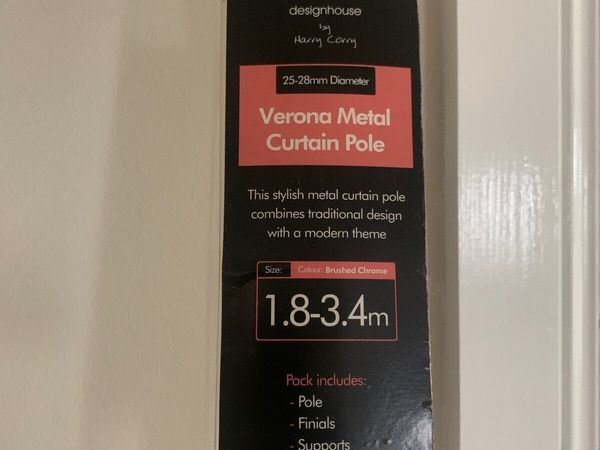 designhouse
by
Harry Corry
25-28mm Diameter
Verona Metal
Curtain Pole
This stylish metal curtain pole
combines traditional design
with a modern theme
Size: Colour: Brushed Chrome
1.8-3.4m
Pack includes:
- Pole
- Finials
- Supports